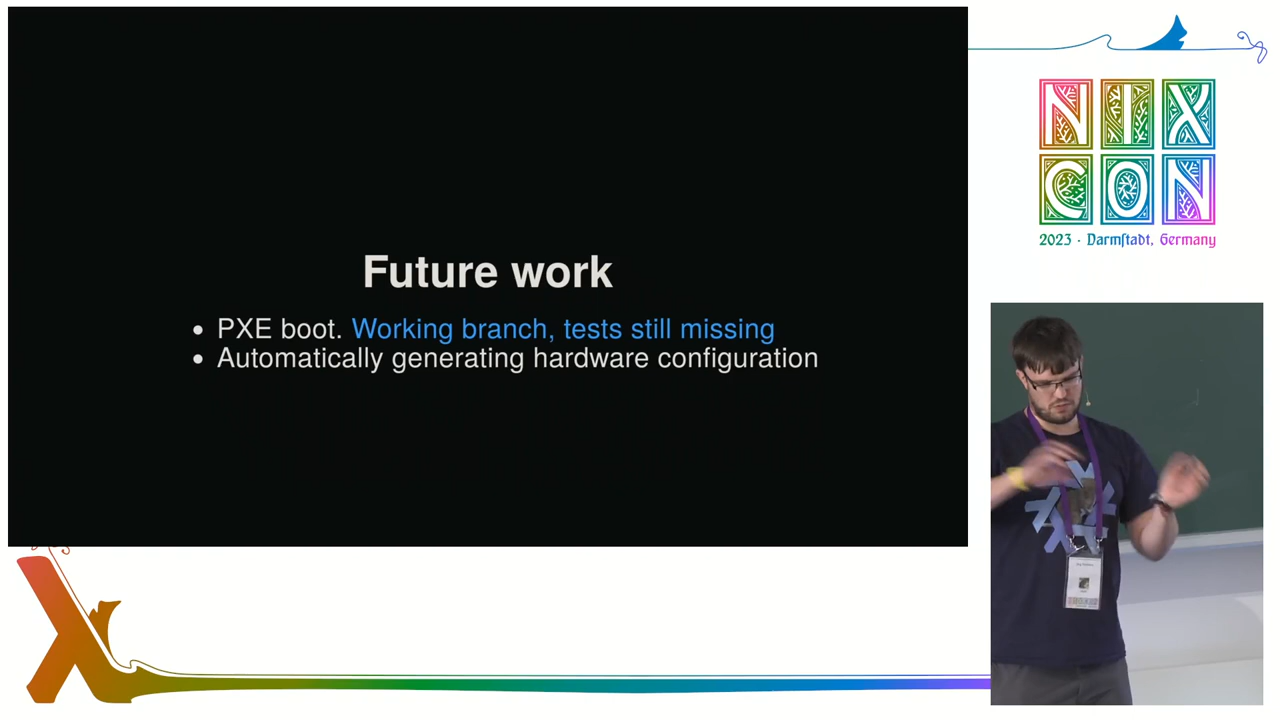 Future work
PXE boot. Working branch, tests still missing
Automatically generating hardware configuration
NIX
CON
2023 · Darmſtadt, Germany